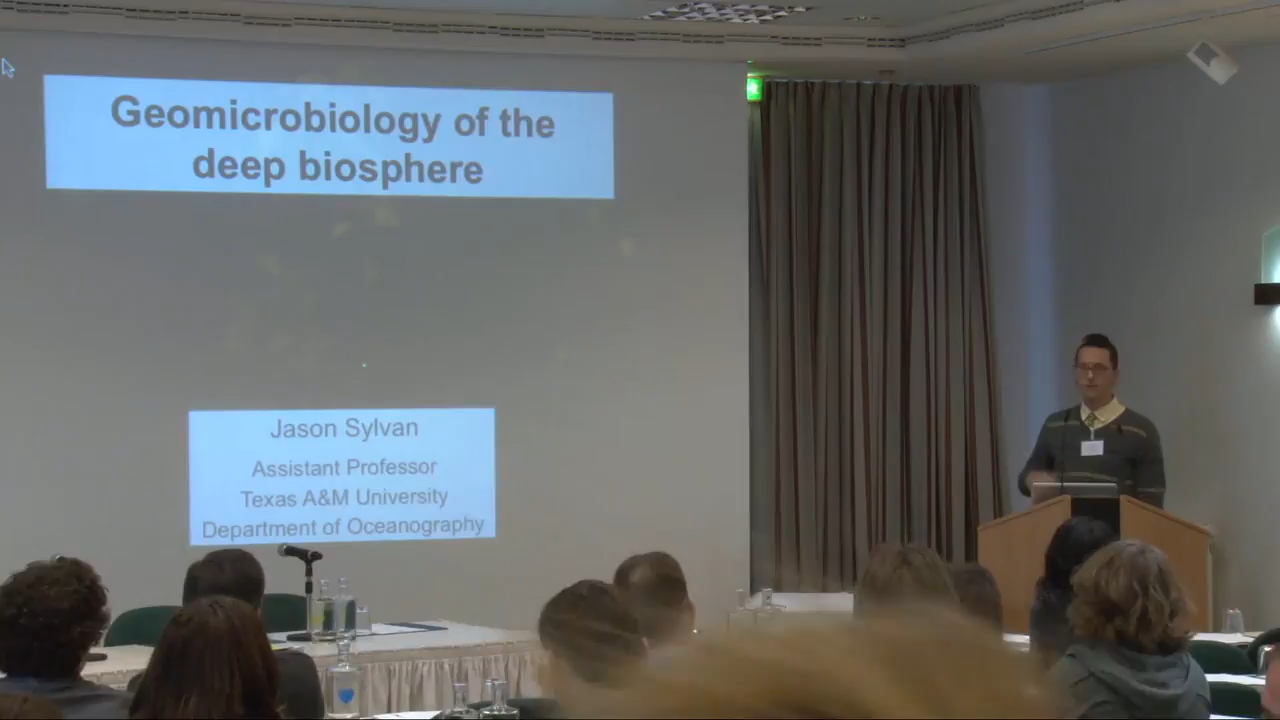 Geomicrobiology of the
deep biosphere
Jason Sylvan
Assistant Professor
Texas A&M University
Department of Oceanography